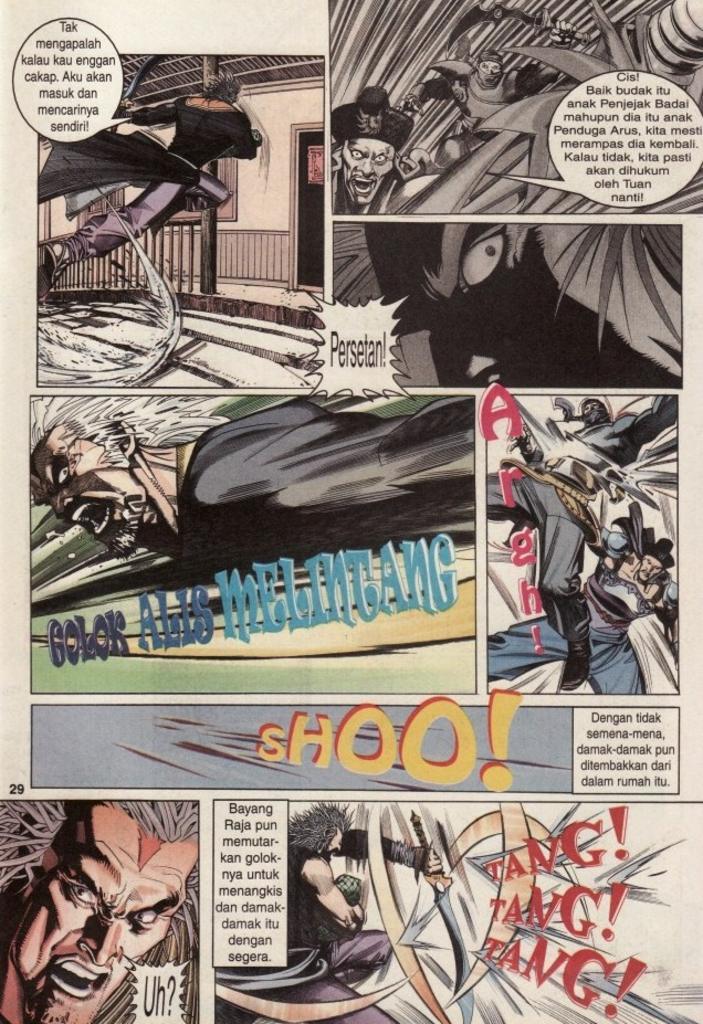 Tak
mengapalah
kalau kau enggan
cakap. Aku akan
masuk dan
mencarinya
sendiri!
Cis!
Baik budak itu
anak Penjejak Badai
mahupun dia itu anak
Penduga Arus, kita mesti
merampas dia kembali.
Kalau tidak, kita pasti
akan dihukum
oleh Tuan
nanti!
Persetan!
GOLOK ALIS MELINTANG
Argh!
SHOO!
Dengan tidak
semena-mena,
damak-damak pun
ditembakkan dari
dalam rumah itu.
29
Uh?
Bayang
Raja pun
memutar-
kan golok-
nya untuk
menangkis
dan damak-
damak itu
dengan
segera.
TANG!
TANG!
TANG!